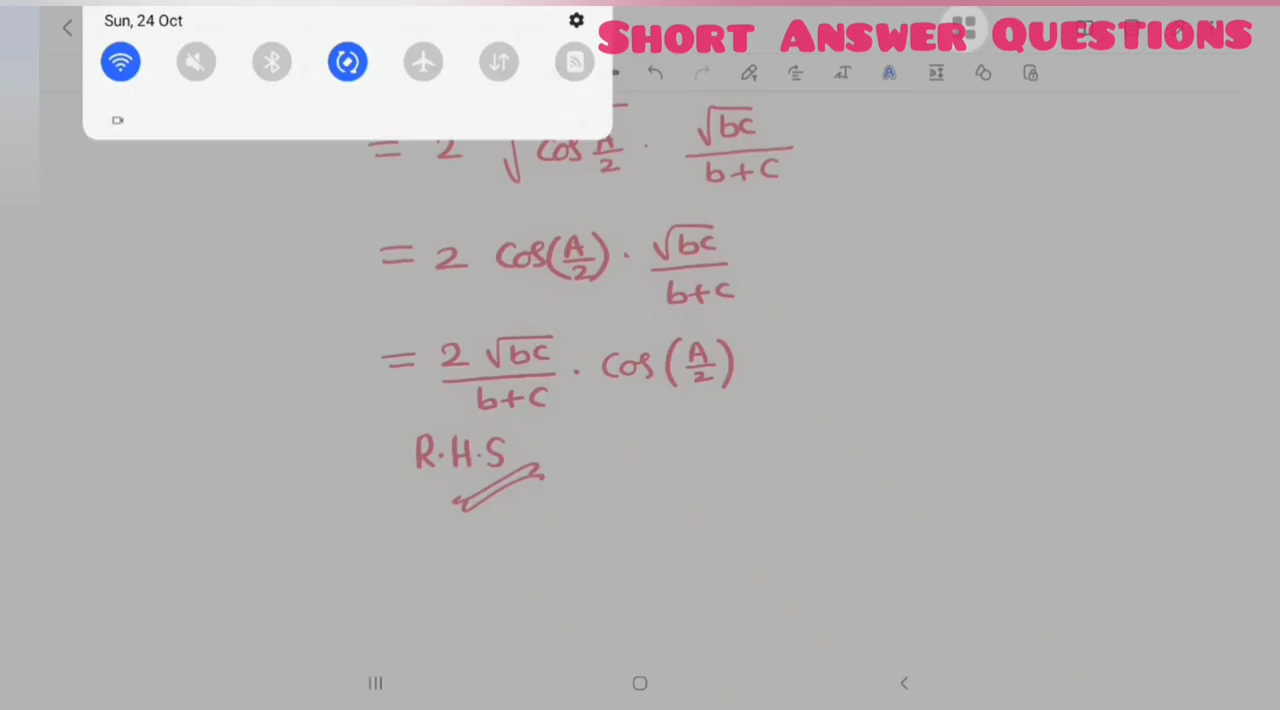 Sun, 24 Oct
SHORT ANSWER QUESTIONS
= 2 √cos A/2 · √bc/b+c
= 2 cos(A/2) · √bc/b+c
= 2√bc/b+c · cos(A/2)
R.H.S